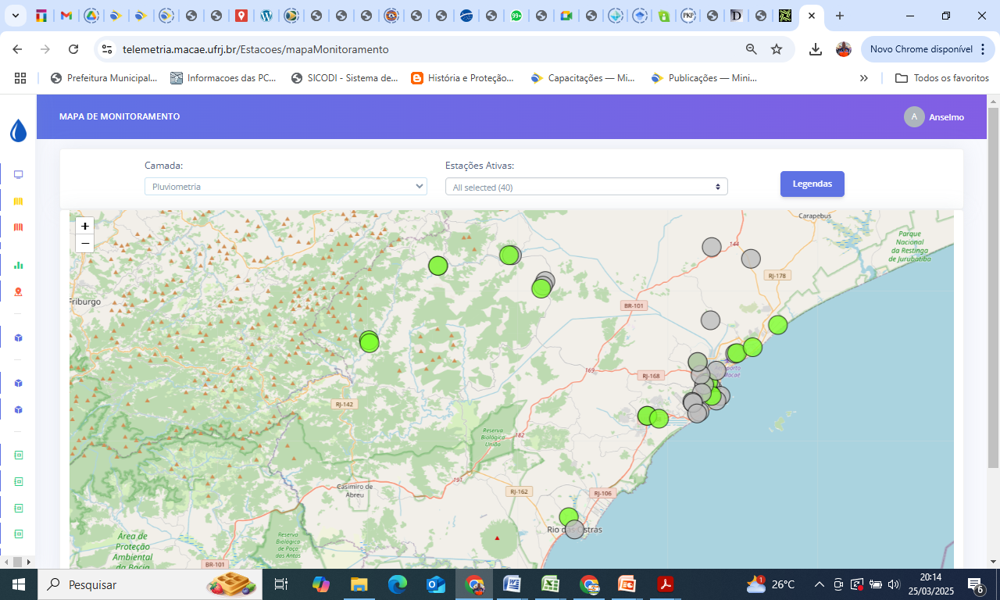 99+
PKF
D
telemetria.macae.ufrj.br/Estacoes/mapaMonitoramento
Novo Chrome disponível
Prefeitura Municipal...
Informacoes das PC...
SICODI - Sistema de...
História e Proteção...
Capacitações — Mi...
Publicações — Mini...
Todos os favoritos
MAPA DE MONITORAMENTO
A
Anselmo
Camada:
Estações Ativas:
Pluviometria
All selected (40)
Legendas
+
−
Carapebus
144
Parque
Nacional
da Restinga
de Jurubatiba
RJ-178
Friburgo
BR-101
169
RJ-168
RJ-142
Reserva
Biológica
União
182
191
Casimiro de
Abreu
RJ-162
RJ-106
Rio das Ostras
Área de
Proteção
Ambiental
da Bacia
Reserva
Biológica
de Poço
das Antas
BR-101
Pesquisar
1
26°C
20:14
25/03/2025
6